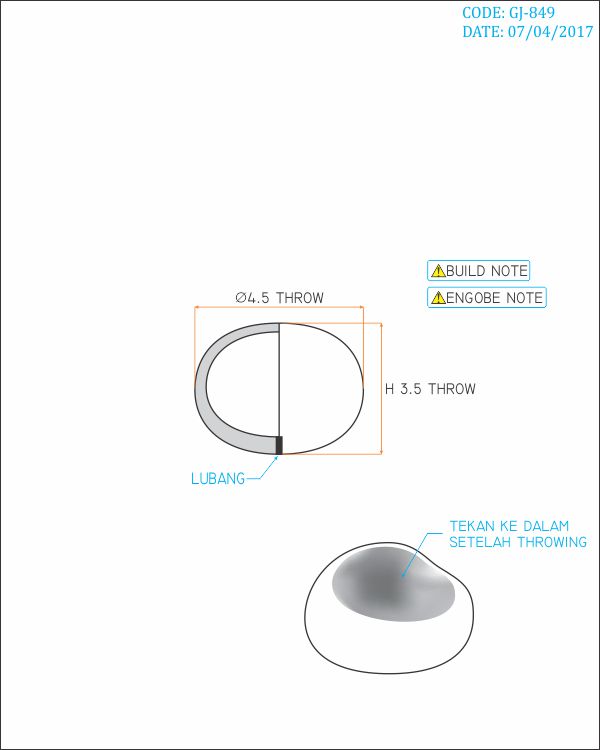 CODE: GJ-849
DATE: 07/04/2017
BUILD NOTE
ENGOBE NOTE
Ø4.5 THROW
H 3.5 THROW
LUBANG
TEKAN KE DALAM
SETELAH THROWING